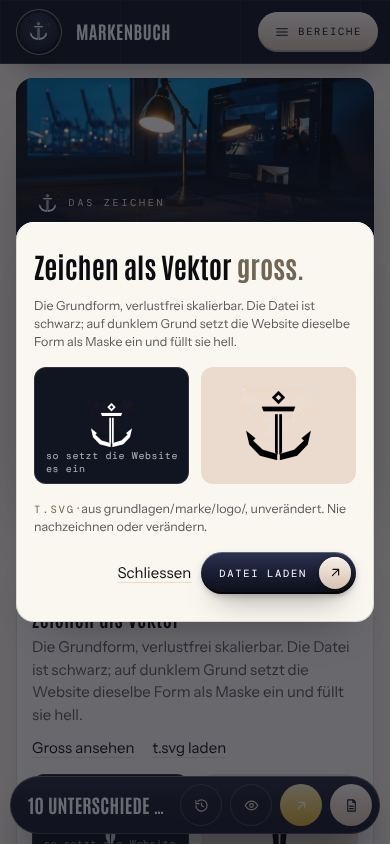 MARKENBUCH
BEREICHE
DAS ZEICHEN
Zeichen als Vektor gross.
Die Grundform, verlustfrei skalierbar. Die Datei ist
schwarz; auf dunklem Grund setzt die Website dieselbe
Form als Maske ein und füllt sie hell.
so setzt die Website
es ein
T.SVG · aus grundlagen/marke/logo/, unverändert. Nie
nachzeichnen oder verändern.
Schliessen
DATEI LADEN
Zeichen als Vektor
Die Grundform, verlustfrei skalierbar. Die Datei
ist schwarz; auf dunklem Grund setzt die
Website dieselbe Form als Maske ein und füllt
sie hell.
Gross ansehen t.svg laden
10 UNTERSCHIEDE …
so setzt die Website